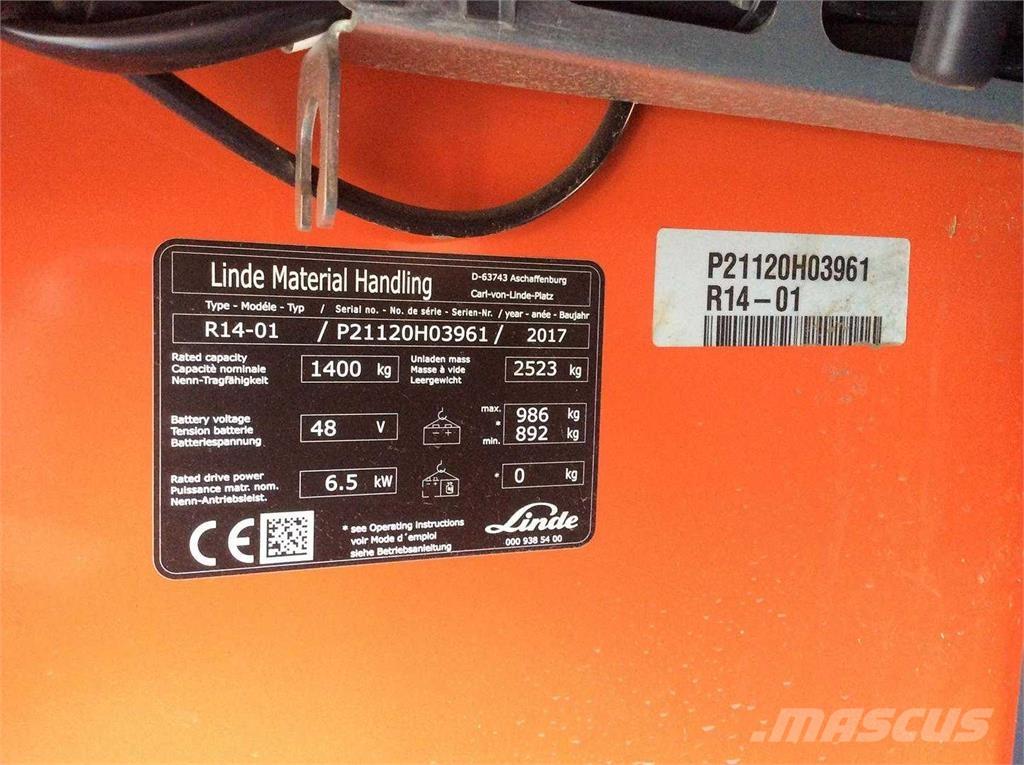 Linde Material Handling
D-63743 Aschaffenburg
Carl-von-Linde-Platz
Type - Modéle - Typ / Serial no. - No. de série - Serien-Nr. / year - anée - Baujahr
R14-01 / P21120H03961 / 2017
Rated capacity
Capacité nominale
Nenn-Tragfähigkeit
1400 kg
Unladen mass
Masse à vide
Leergewicht
2523 kg
Battery voltage
Tension batterie
Batteriespannung
48 V
- +
max. 986 kg
*
min. 892 kg
Rated drive power
Puissance matr. nom.
Nenn-Antriebsleist.
6.5 kW
- +
* 0 kg
CE
* see Operating instructions
voir Mode d´emploi
siehe Betriebsanleitung
Linde
000 938 54 00
P21120H03961
R14-01
MASCUS